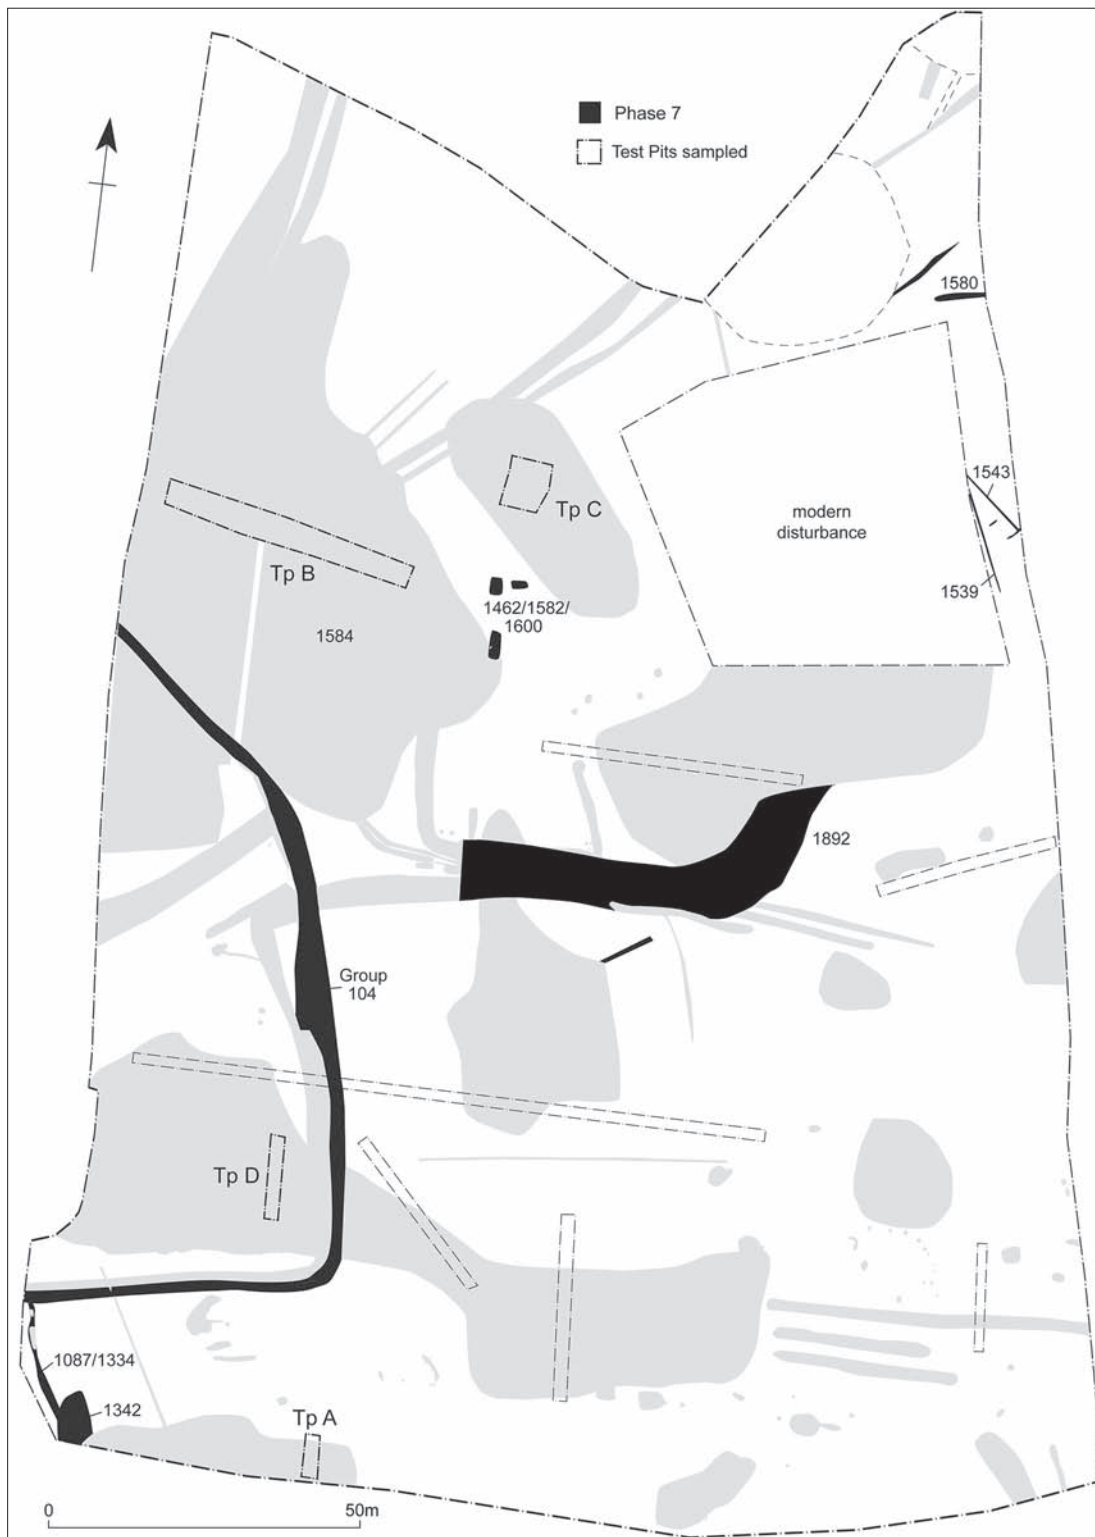 Phase 7
Test Pits sampled
1580
1543
modern
disturbance
Tp C
Tp B
1462/1582/
1600
1539
1584
1892
Group
104
Tp D
1087/1334
1342
Tp A
0
50m